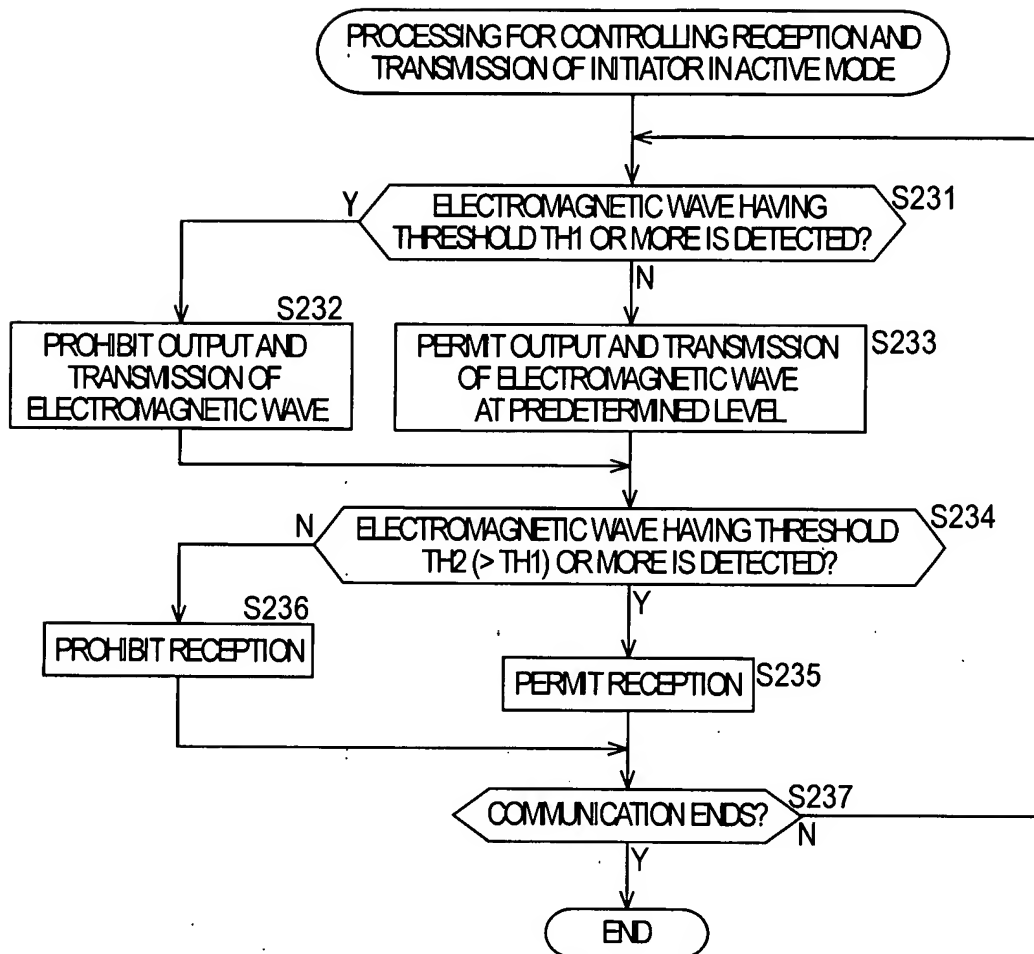 PROCESSING FOR CONTROLLING RECEPTION AND
TRANSMISSION OF INITIATOR IN ACTIVE MODE
S231
Y
ELECTROMAGNETIC WAVE HAVING
THRESHOLD TH1 OR MORE IS DETECTED?
N
S232
PROHIBIT OUTPUT AND
TRANSMISSION OF
ELECTROMAGNETIC WAVE
S233
PERMIT OUTPUT AND TRANSMISSION
OF ELECTROMAGNETIC WAVE
AT PREDETERMINED LEVEL
S234
N
ELECTROMAGNETIC WAVE HAVING THRESHOLD
TH2 (> TH1) OR MORE IS DETECTED?
Y
S236
PROHIBIT RECEPTION
S235
PERMIT RECEPTION
S237
COMMUNICATION ENDS?
N
Y
END